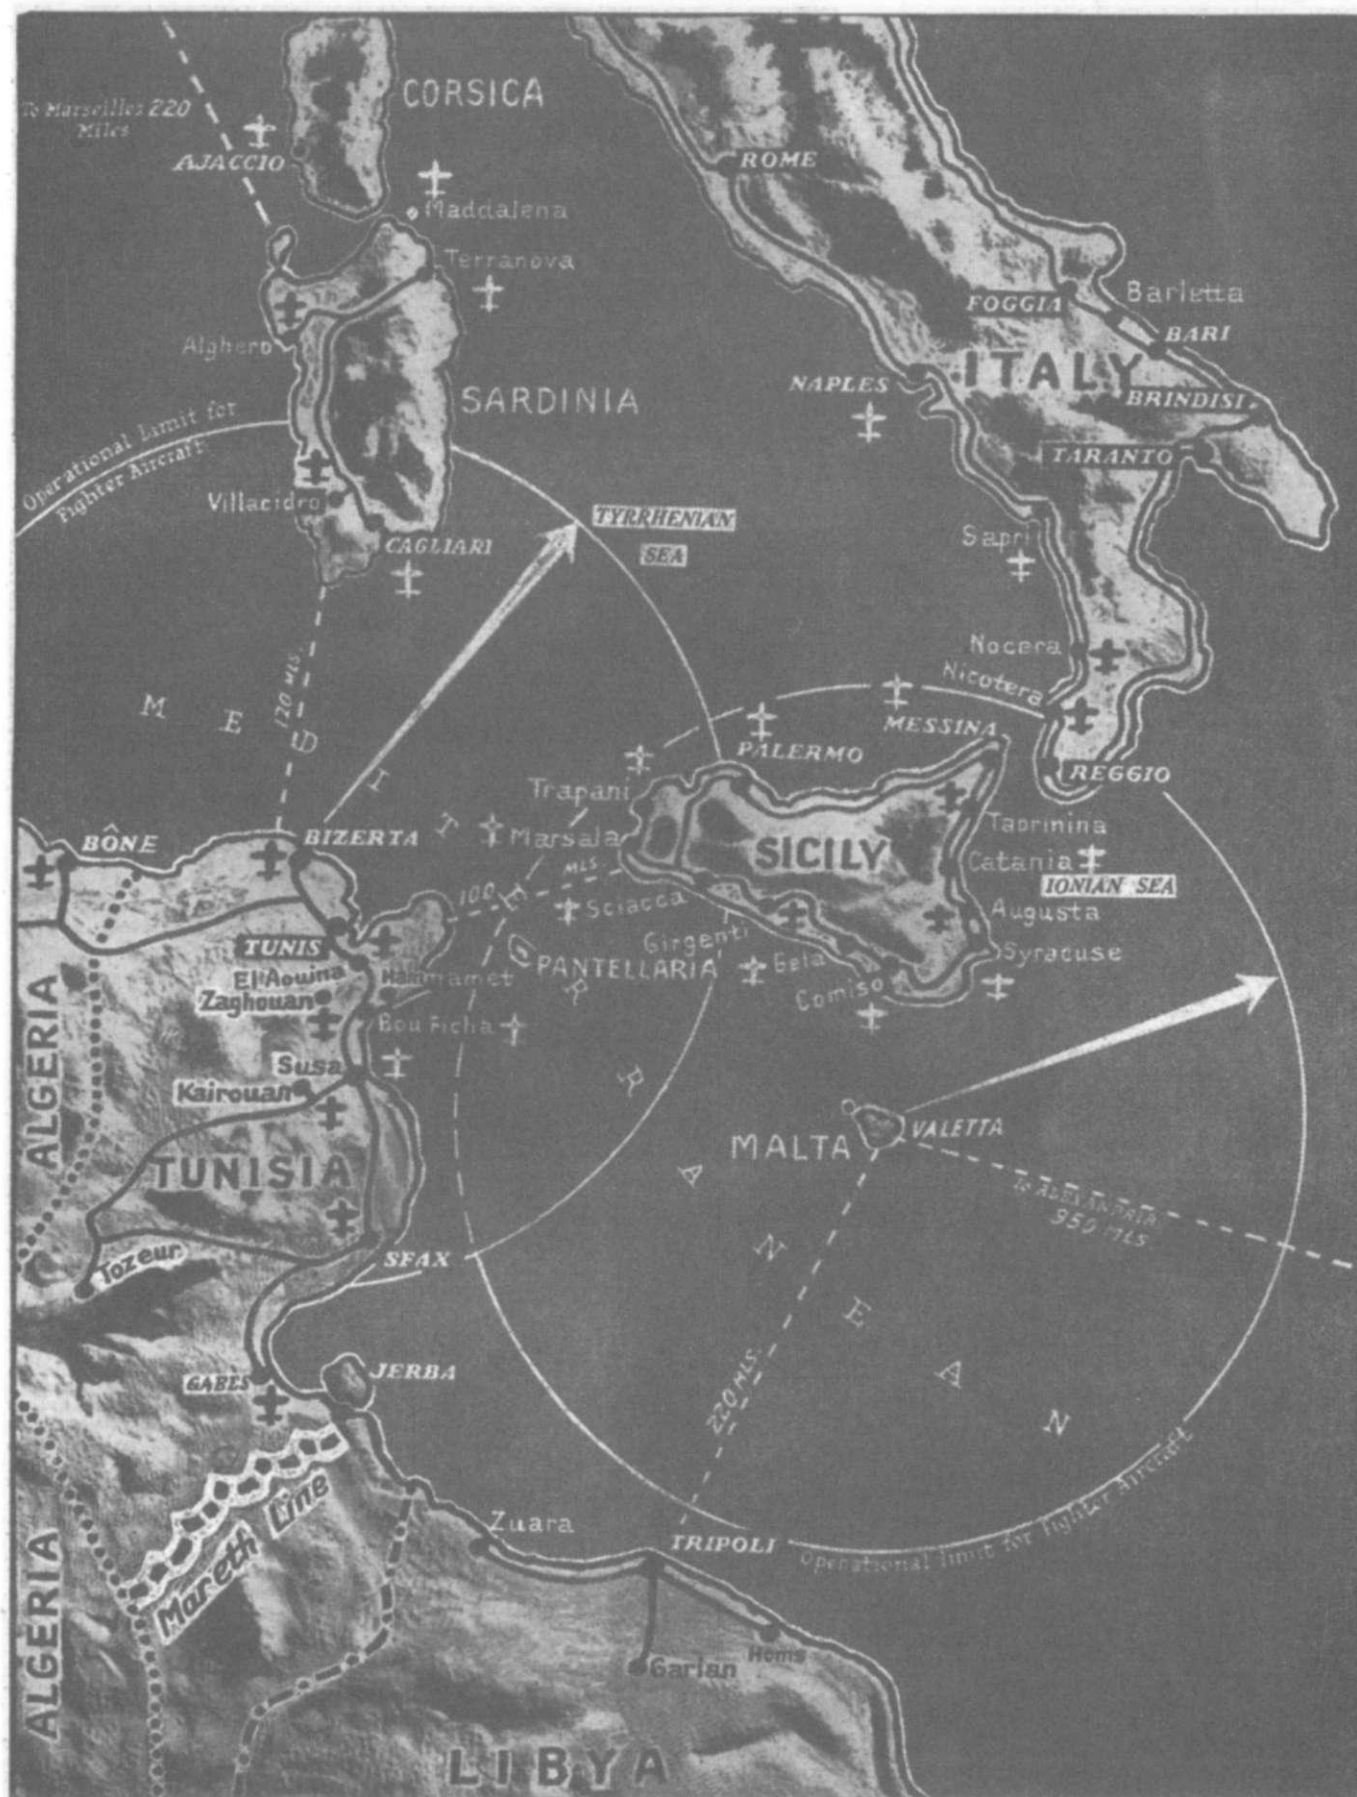 CORSICA
To Marseilles 220
Miles
AJACCIO
ROME
Maddalena
Terranova
FOGGIA
Barletta
BARI
Alghero
ITALY
NAPLES
BRINDISI
SARDINIA
Operational Limit for
Fighter Aircraft
TARANTO
Villacidro
TYRRHENIAN
SEA
CAGLIARI
Sapri
120 MLS.
Nocera
Nicotera
MESSINA
PALERMO
REGGIO
Trapani
Taorinina
Marsala
SICILY
BÔNE
BIZERTA
Catania
IONIAN SEA
100 MLS.
Sciacca
Augusta
Girgenti
TUNIS
Syracuse
El Aouina
Hammamet
PANTELLARIA
Gela
Zaghouan
Comiso
Bou Ficha
ALGERIA
Susa
Kairouan
VALETTA
MALTA
TUNISIA
To ALEXANDRIA
950 MLS.
SFAX
Tozeur
MEDITERRANEAN
JERBA
GABES
220 MLS.
Mareth Line
Zuara
TRIPOLI
Operational limit for Fighter Aircraft
ALGERIA
Garian
Homs
LIBYA